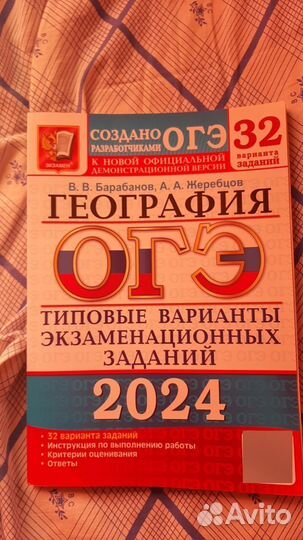 ЭКЗАМЕН
СОЗДАНО
РАЗРАБОТЧИКАМИ ОГЭ
К НОВОЙ ОФИЦИАЛЬНОЙ
ДЕМОНСТРАЦИОННОЙ ВЕРСИИ
32
варианта
заданий
В. В. Барабанов, А. А. Жеребцов
ГЕОГРАФИЯ
ОГЭ
ТИПОВЫЕ ВАРИАНТЫ
ЭКЗАМЕНАЦИОННЫХ
ЗАДАНИЙ
2024
• 32 варианта заданий
• Инструкция по выполнению работы
• Критерии оценивания
• Ответы
Avito